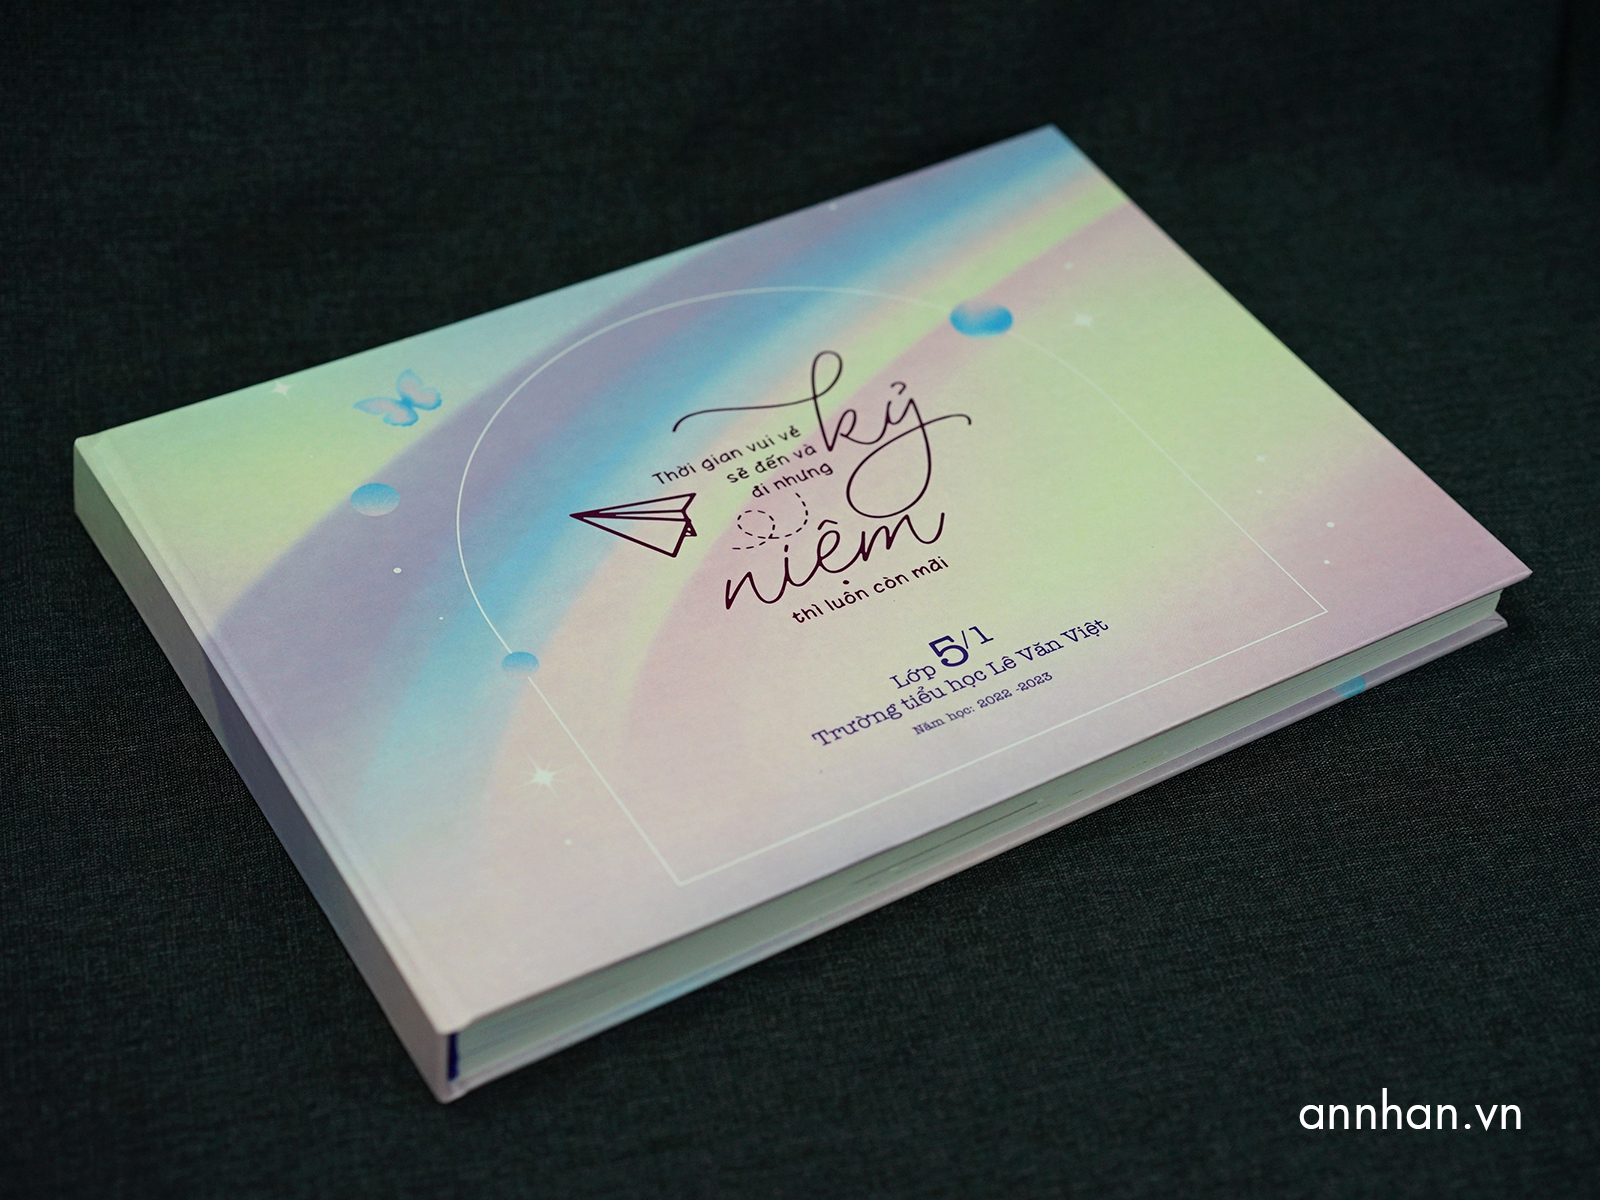 Thời gian vui vẻ
sẽ đến và
đi nhưng
kỷ
niệm
thì luôn còn mãi
Lớp 5/1
Trường tiểu học Lê Văn Việt
Năm học: 2022 -2023
annhan.vn